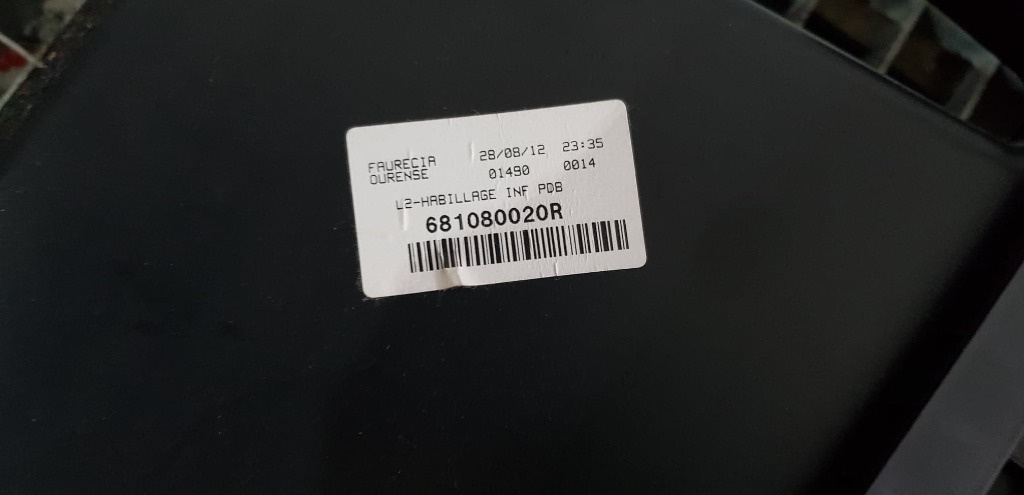 FAURECIA 28/08/12 23:35
OURENSE 01490 0014
L2-HABILLAGE INF PDB
681080020R